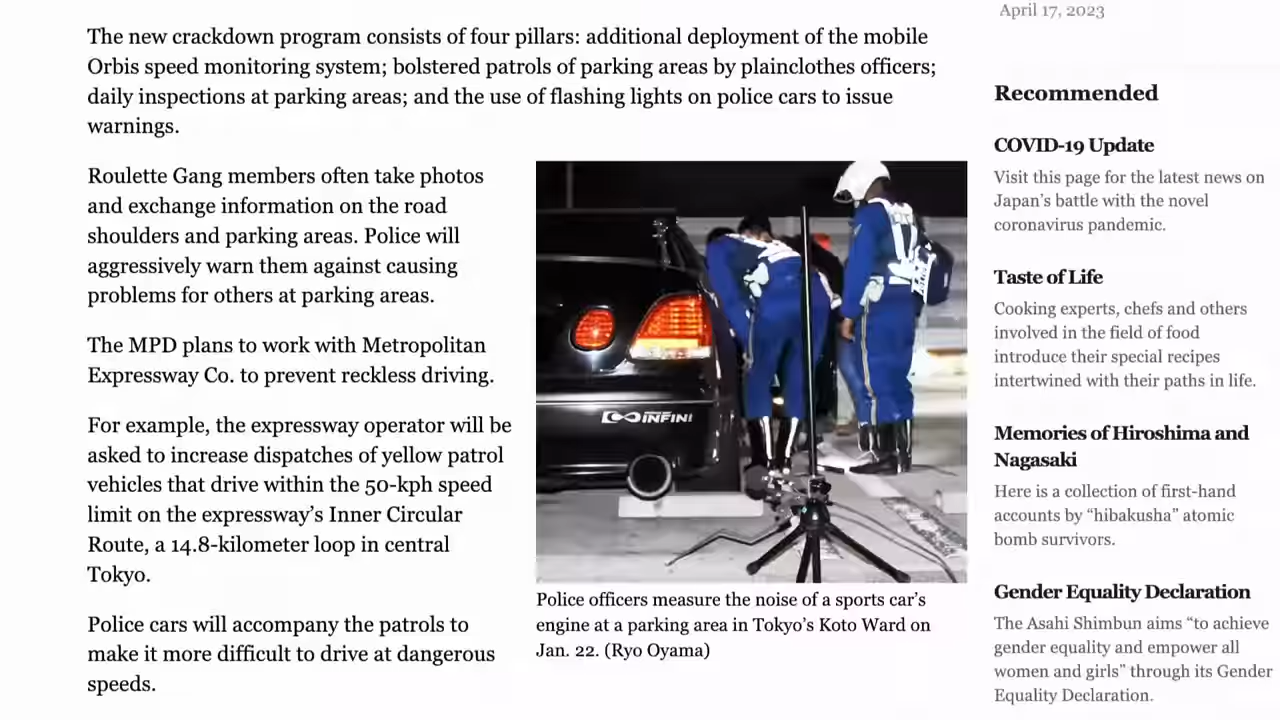 The new crackdown program consists of four pillars: additional deployment of the mobile
Orbis speed monitoring system; bolstered patrols of parking areas by plainclothes officers;
daily inspections at parking areas; and the use of flashing lights on police cars to issue
warnings.
Roulette Gang members often take photos
and exchange information on the road
shoulders and parking areas. Police will
aggressively warn them against causing
problems for others at parking areas.
The MPD plans to work with Metropolitan
Expressway Co. to prevent reckless driving.
For example, the expressway operator will be
asked to increase dispatches of yellow patrol
vehicles that drive within the 50-kph speed
limit on the expressway's Inner Circular
Route, a 14.8-kilometer loop in central
Tokyo.
Police cars will accompany the patrols to
make it more difficult to drive at dangerous
speeds.
INFINI
Police officers measure the noise of a sports car's
engine at a parking area in Tokyo's Koto Ward on
Jan. 22. (Ryo Oyama)
April 17, 2023
Recommended
COVID-19 Update
Visit this page for the latest news on
Japan's battle with the novel
coronavirus pandemic.
Taste of Life
Cooking experts, chefs and others
involved in the field of food
introduce their special recipes
intertwined with their paths in life.
Memories of Hiroshima and
Nagasaki
Here is a collection of first-hand
accounts by "hibakusha" atomic
bomb survivors.
Gender Equality Declaration
The Asahi Shimbun aims "to achieve
gender equality and empower all
women and girls" through its Gender
Equality Declaration.